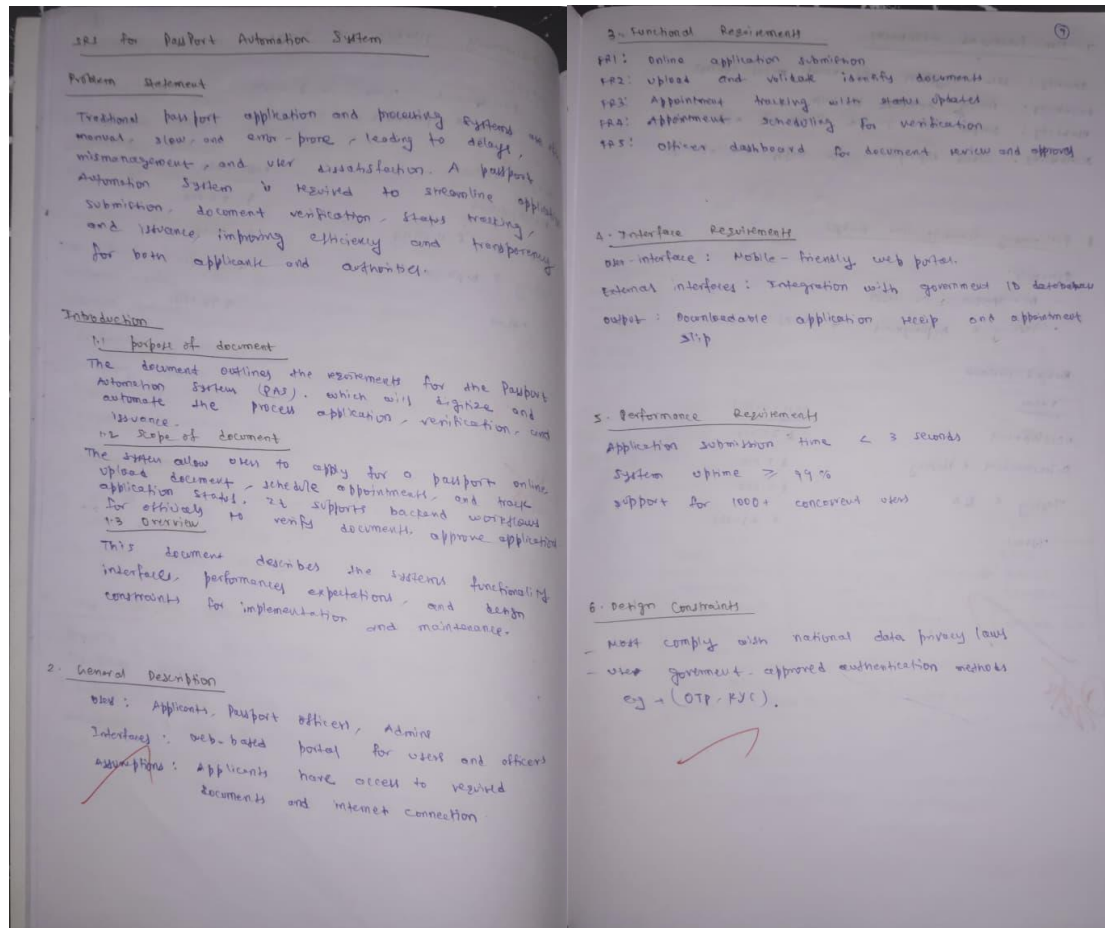 SRS for PassPort Automation System
Problem Statement
Traditional passport application and processing systems are
manual, slow, and error-prone, leading to delays,
mismanagement, and user dissatisfaction. A passport
Automation System is required to streamline
submission, document verification, status tracking,
and issuance, improving efficiency and transparency
for both applicants and authorities.
Introduction
1.1 purpose of document
The document outlines the requirements for the Passport
Automation System (PAS). which will digitize and
automate the process application, verification, and
issuance.
1.2 Scope of document
The system allow users to apply for a passport online
upload document, schedule appointments, and track
application status. It supports backend workflows
for officials to verify documents, approve application
1.3 Overview
This document describes the systems functionality
interfaces, performances expectations, and design
constraints for implementation and maintenance.
2. General Description
User: Applicants, Passport officers, Admins
Interfaces: web-based portal for users and officers
Assumptions: Applicants have access to required
documents and internet connection
7
3. Functional Requirements
FR1: Online application submission
FR2: upload and validate identify documents
FR3: Appointment tracking with status updates
FR4: Appointment scheduling for verification
FR5: Officer dashboard for document review and approval
4. Interface Requirements
User-interface: Mobile-friendly web portal.
External interfaces: Integration with government ID databases
output: Downloadable application receip and appointment
slip
5. Performance Requirements
Application submission time < 3 seconds
System uptime ≥ 99%
support for 1000+ concurrent users
6. Design Constraints
- Must comply with national data privacy laws
- Uses goverment. approved authentication methods
eg → (OTP, KYC).